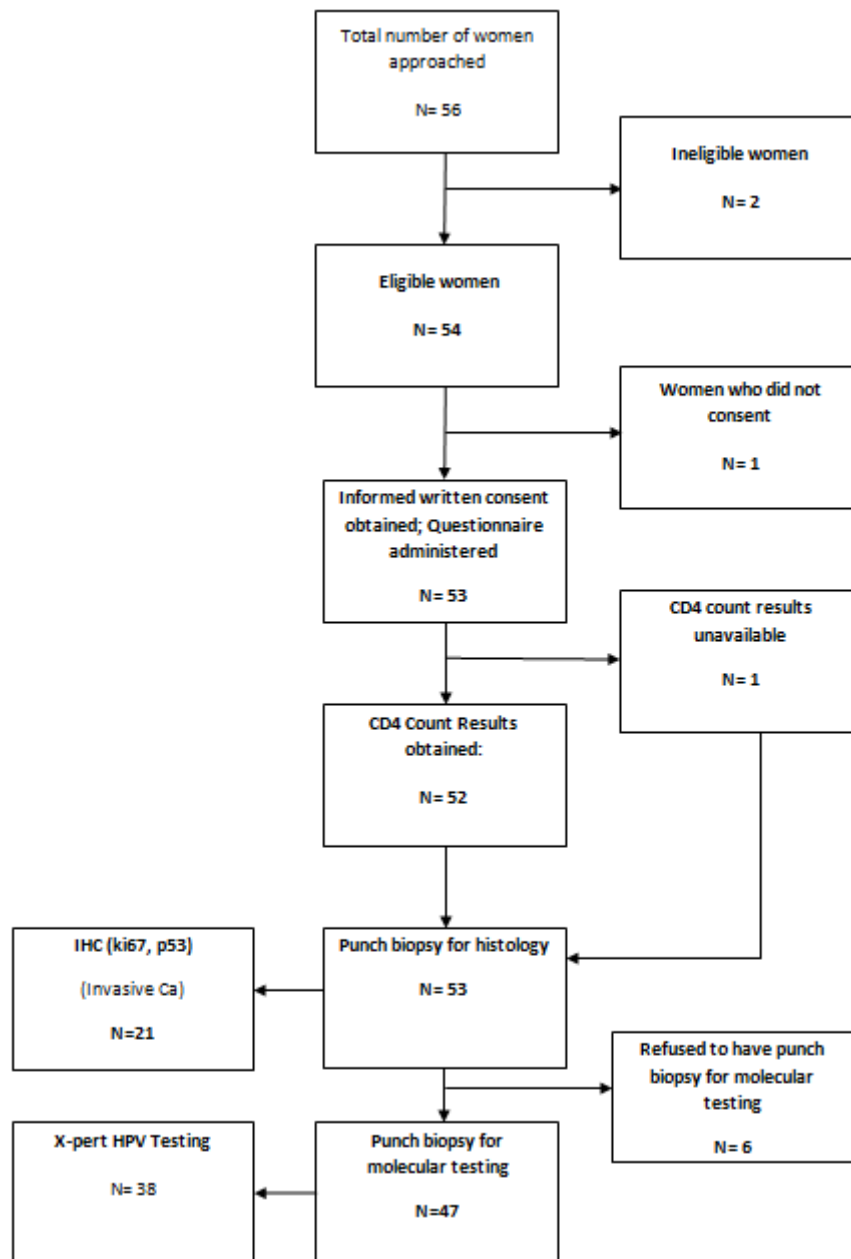 Total number of women
approached
N= 56
Ineligible women
N= 2
Eligible women
N= 54
Women who did not
consent
N= 1
Informed written consent
obtained; Questionnaire
administered
N= 53
CD4 count results
unavailable
N= 1
CD4 Count Results
obtained:
N= 52
IHC (ki67, p53)
(Invasive Ca)
N=21
Punch biopsy for histology
N= 53
Refused to have punch
biopsy for molecular
testing
N= 6
X-pert HPV Testing
N= 38
Punch biopsy for
molecular testing
N=47